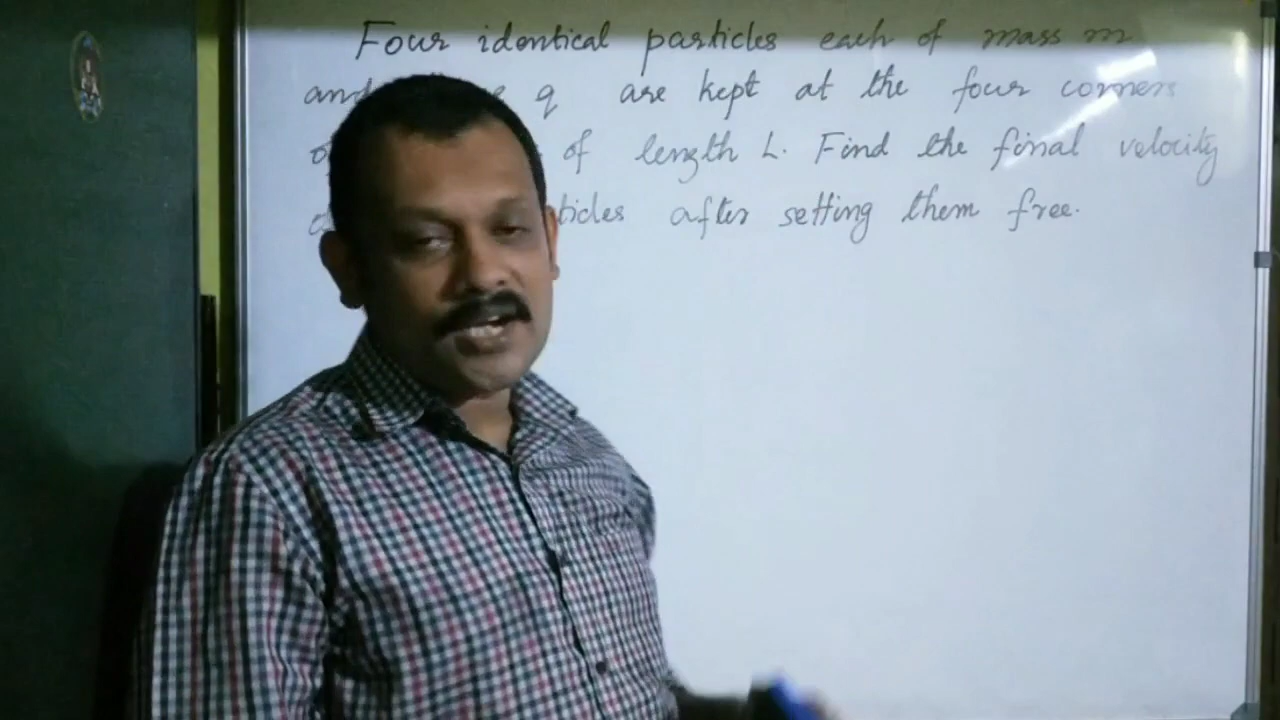 Four identical particles each of mass m
and q are kept at the four corners
of length L. Find the final velocity
after setting them free.